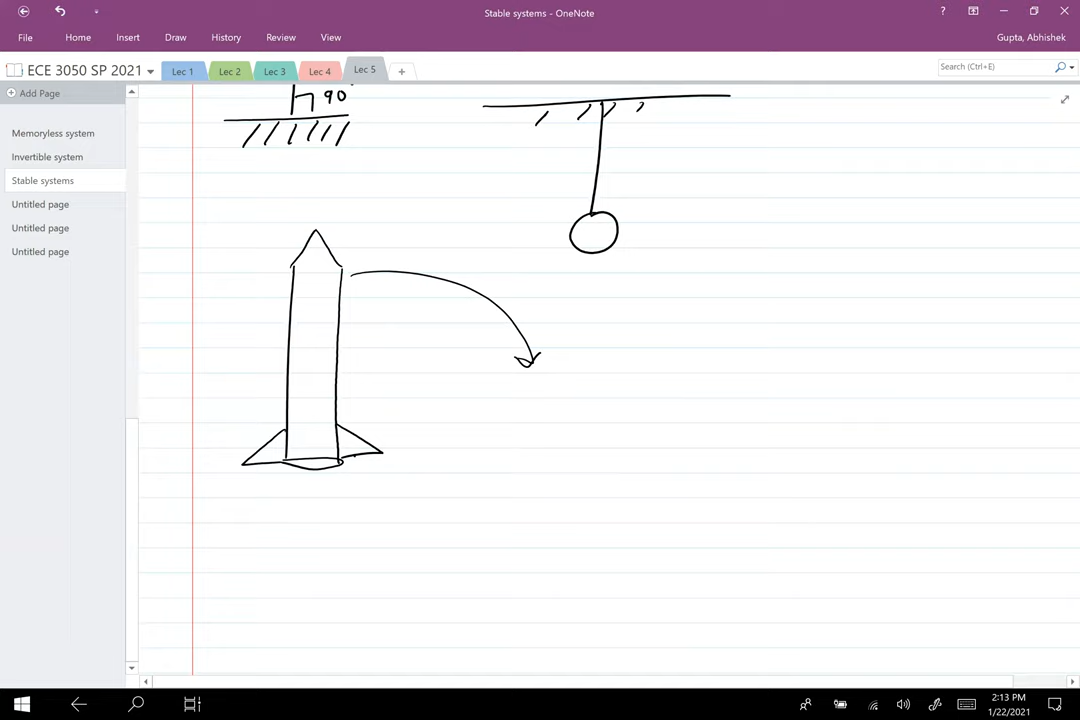 Stable systems - OneNote
?
File
Home
Insert
Draw
History
Review
View
Gupta, Abhishek
ECE 3050 SP 2021
Lec 1
Lec 2
Lec 3
Lec 4
Lec 5
Search (Ctrl+E)
Add Page
Memoryless system
Invertible system
Stable systems
Untitled page
Untitled page
Untitled page
90°
2:13 PM
1/22/2021